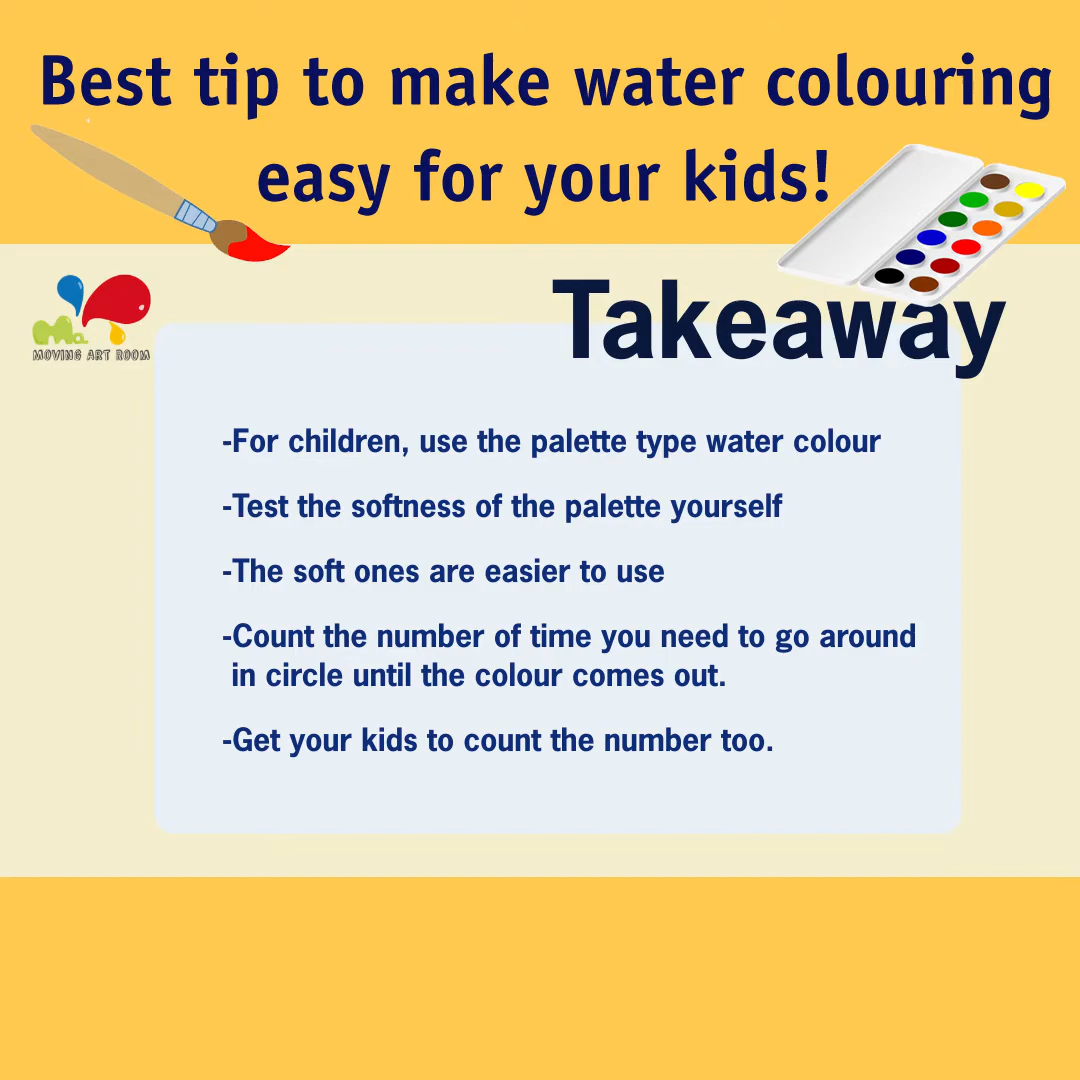 Best tip to make water colouring
easy for your kids!
Takeaway
MOVING ART ROOM
-For children, use the palette type water colour
-Test the softness of the palette yourself
-The soft ones are easier to use
-Count the number of time you need to go around
in circle until the colour comes out.
-Get your kids to count the number too.